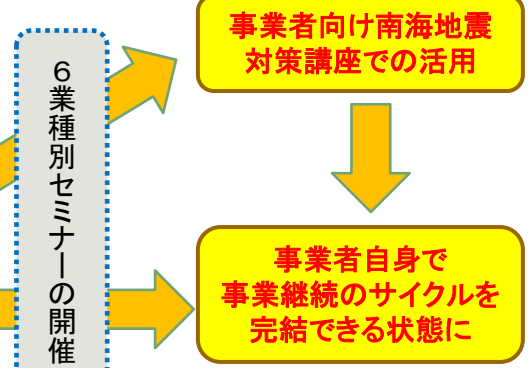 6業種別セミナーの開催
事業者向け南海地震
対策講座での活用
事業者自身で
事業継続のサイクルを
完結できる状態に